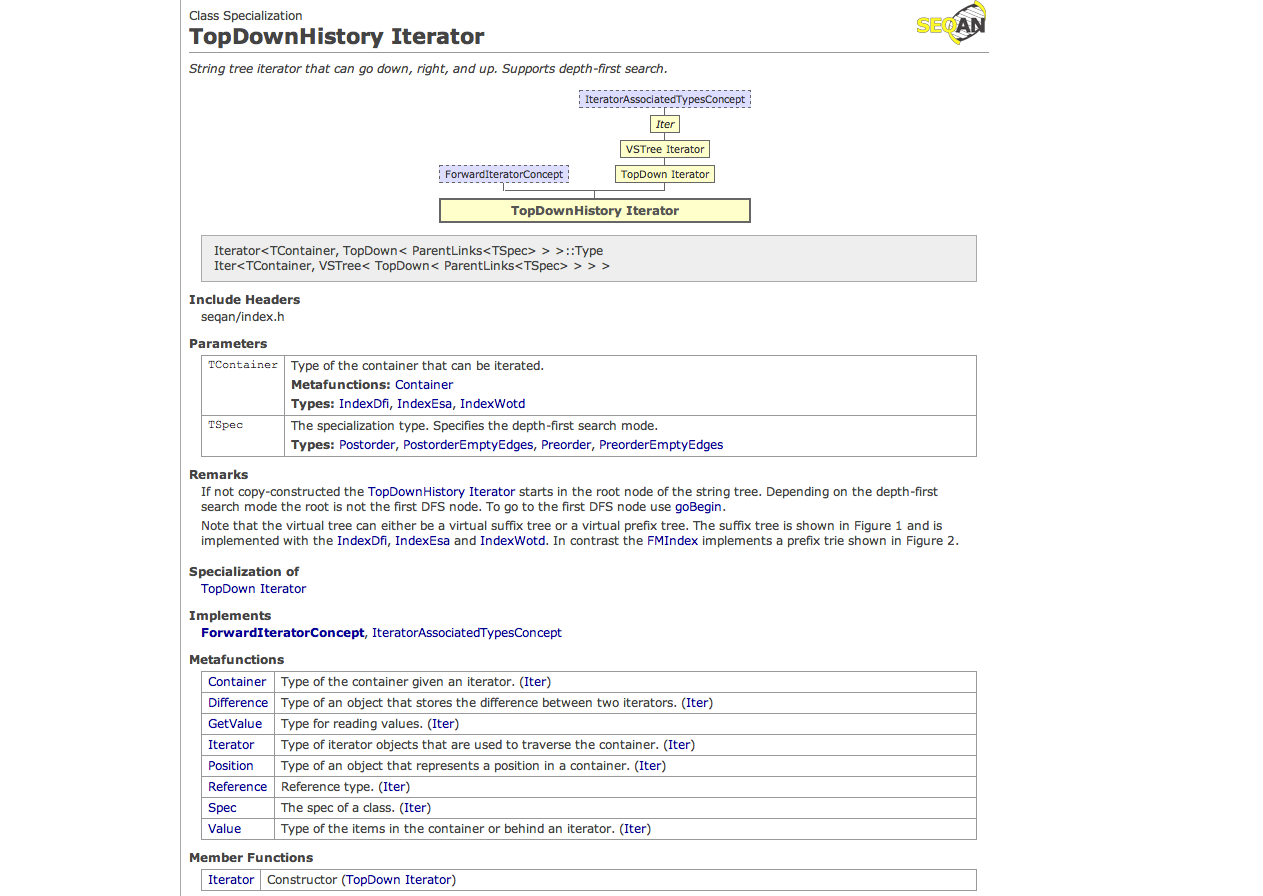 Class Specialization
TopDownHistory Iterator
SEQAN
String tree iterator that can go down, right, and up. Supports depth-first search.
IteratorAssociatedTypesConcept
Iter
VSTree Iterator
ForwardIteratorConcept
TopDown Iterator
TopDownHistory Iterator
Iterator<TContainer, TopDown< ParentLinks<TSpec> > >::Type
Iter<TContainer, VSTree< TopDown< ParentLinks<TSpec> > > >
Include Headers
seqan/index.h
Parameters
TContainer Type of the container that can be iterated.
Metafunctions: Container
Types: IndexDfi, IndexEsa, IndexWotd
TSpec The specialization type. Specifies the depth-first search mode.
Types: Postorder, PostorderEmptyEdges, Preorder, PreorderEmptyEdges
Remarks
If not copy-constructed the TopDownHistory Iterator starts in the root node of the string tree. Depending on the depth-first
search mode the root is not the first DFS node. To go to the first DFS node use goBegin.
Note that the virtual tree can either be a virtual suffix tree or a virtual prefix tree. The suffix tree is shown in Figure 1 and is
implemented with the IndexDfi, IndexEsa and IndexWotd. In contrast the FMIndex implements a prefix trie shown in Figure 2.
Specialization of
TopDown Iterator
Implements
ForwardIteratorConcept, IteratorAssociatedTypesConcept
Metafunctions
Container Type of the container given an iterator. (Iter)
Difference Type of an object that stores the difference between two iterators. (Iter)
GetValue Type for reading values. (Iter)
Iterator Type of iterator objects that are used to traverse the container. (Iter)
Position Type of an object that represents a position in a container. (Iter)
Reference Reference type. (Iter)
Spec The spec of a class. (Iter)
Value Type of the items in the container or behind an iterator. (Iter)
Member Functions
Iterator Constructor (TopDown Iterator)